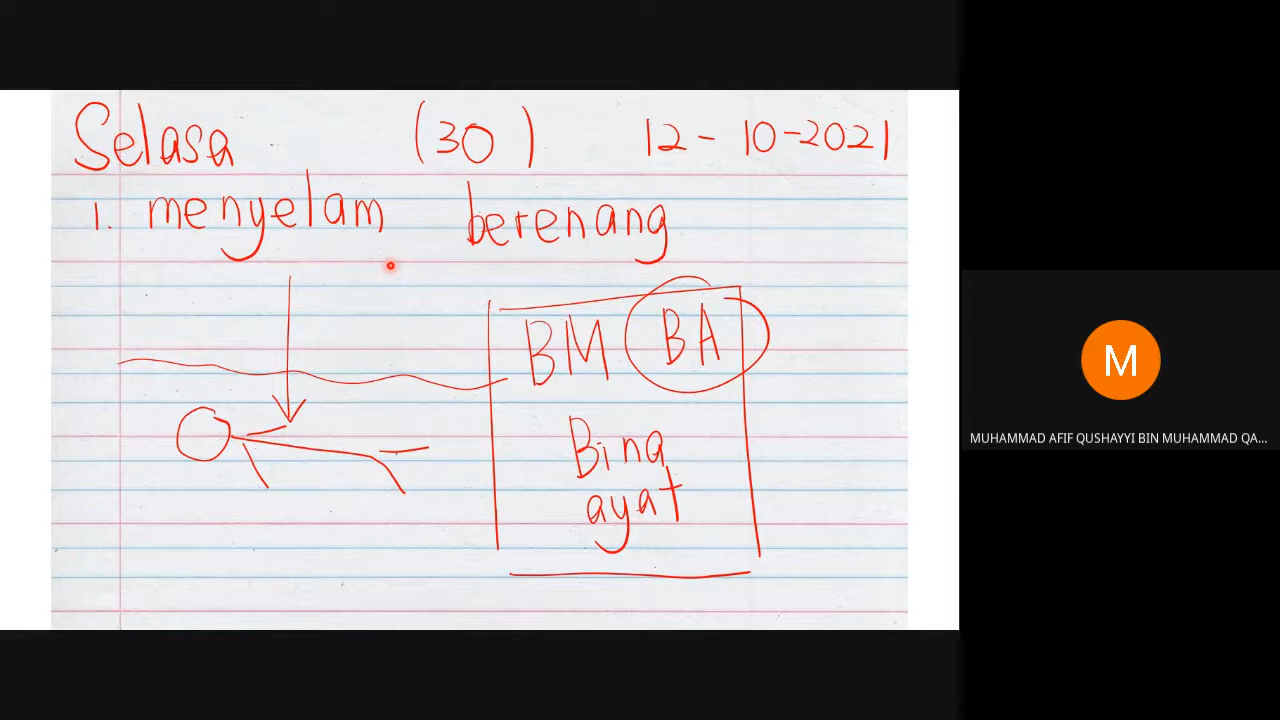 Selasa (30) 12-10-2021
1. menyelam berenang
BM BA
Bina
ayat
M
MUHAMMAD AFIF QUSHAYYI BIN MUHAMMAD QA...